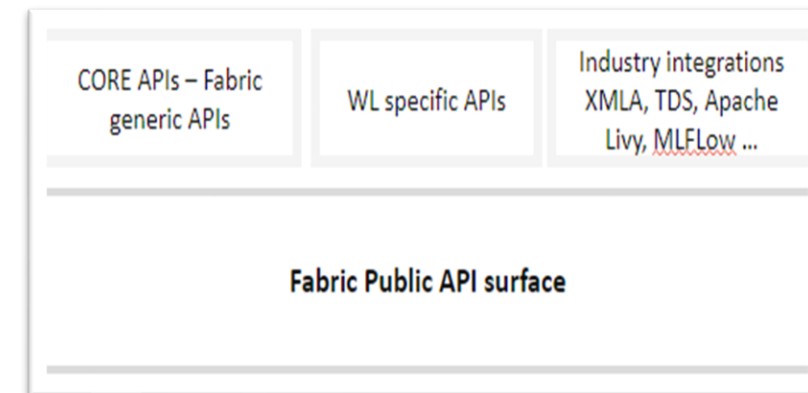 CORE APIs – Fabric
generic APIs
WL specific APIs
Industry integrations
XMLA, TDS, Apache
Livy, MLFLow ...
Fabric Public API surface